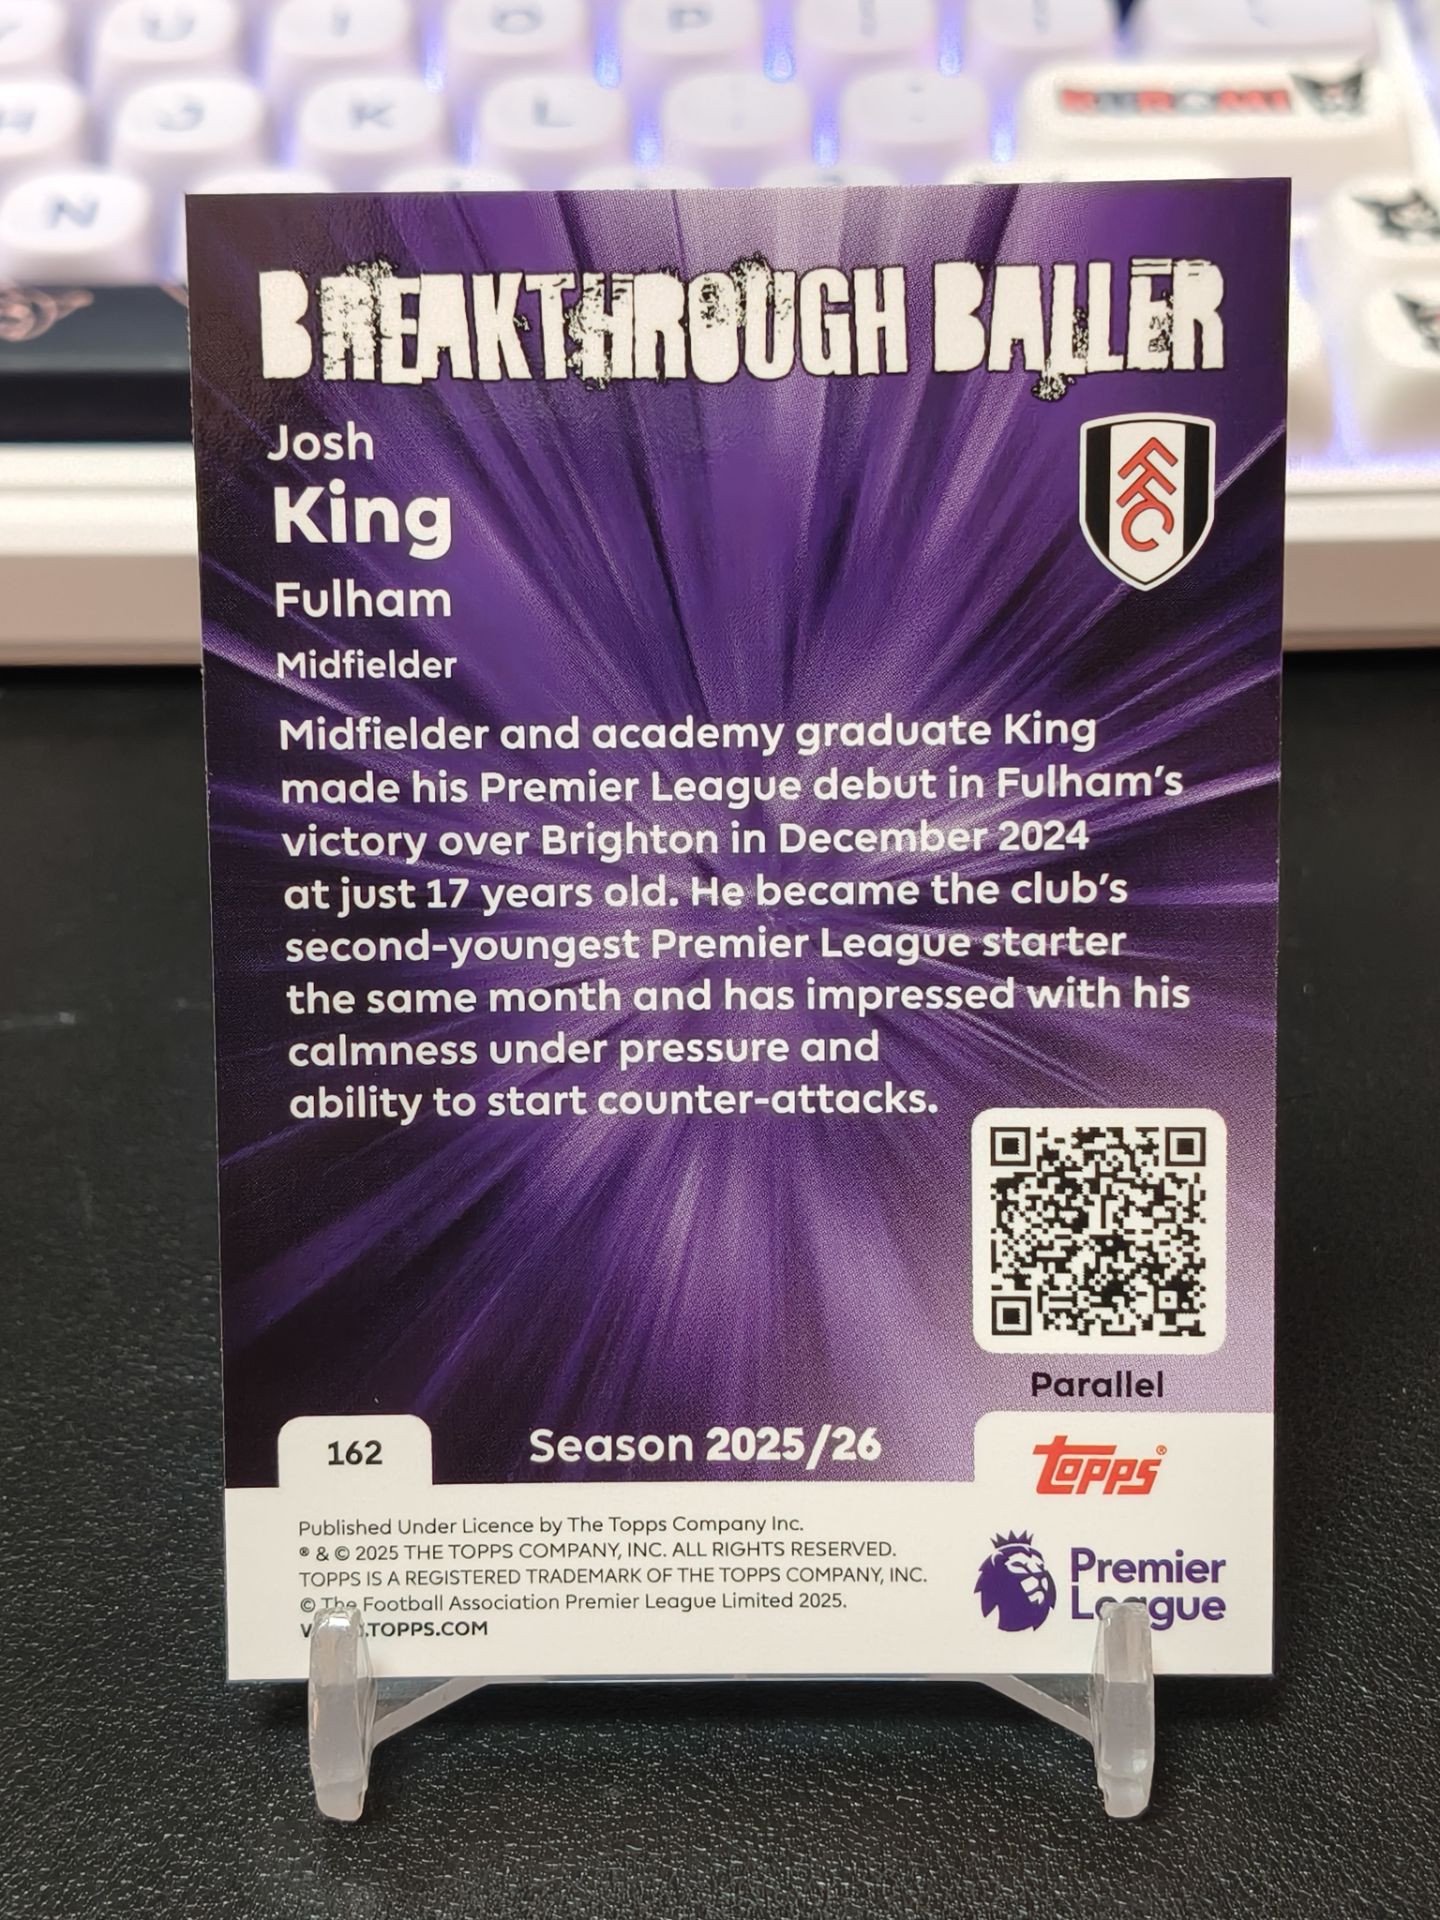 U I O P [ ]
J K L
KUROMI
N
BREAKTHROUGH BALLER
Josh
King
Fulham
Midfielder
FFC
Midfielder and academy graduate King
made his Premier League debut in Fulham's
victory over Brighton in December 2024
at just 17 years old. He became the club's
second-youngest Premier League starter
the same month and has impressed with his
calmness under pressure and
ability to start counter-attacks.
Parallel
162
Season 2025/26
Topps®
Published Under Licence by The Topps Company Inc.
® & © 2025 THE TOPPS COMPANY, INC. ALL RIGHTS RESERVED.
TOPPS IS A REGISTERED TRADEMARK OF THE TOPPS COMPANY, INC.
© The Football Association Premier League Limited 2025.
.TOPPS.COM
Premier
League